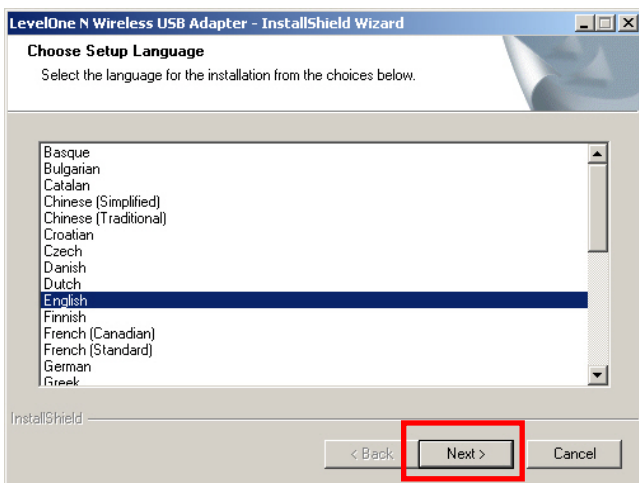 LevelOne N Wireless USB Adapter - InstallShield Wizard
Choose Setup Language
Select the language for the installation from the choices below.
Basque
Bulgarian
Catalan
Chinese (Simplified)
Chinese (Traditional)
Croatian
Czech
Danish
Dutch
English
Finnish
French (Canadian)
French (Standard)
German
Greek
InstallShield
< Back Next > Cancel